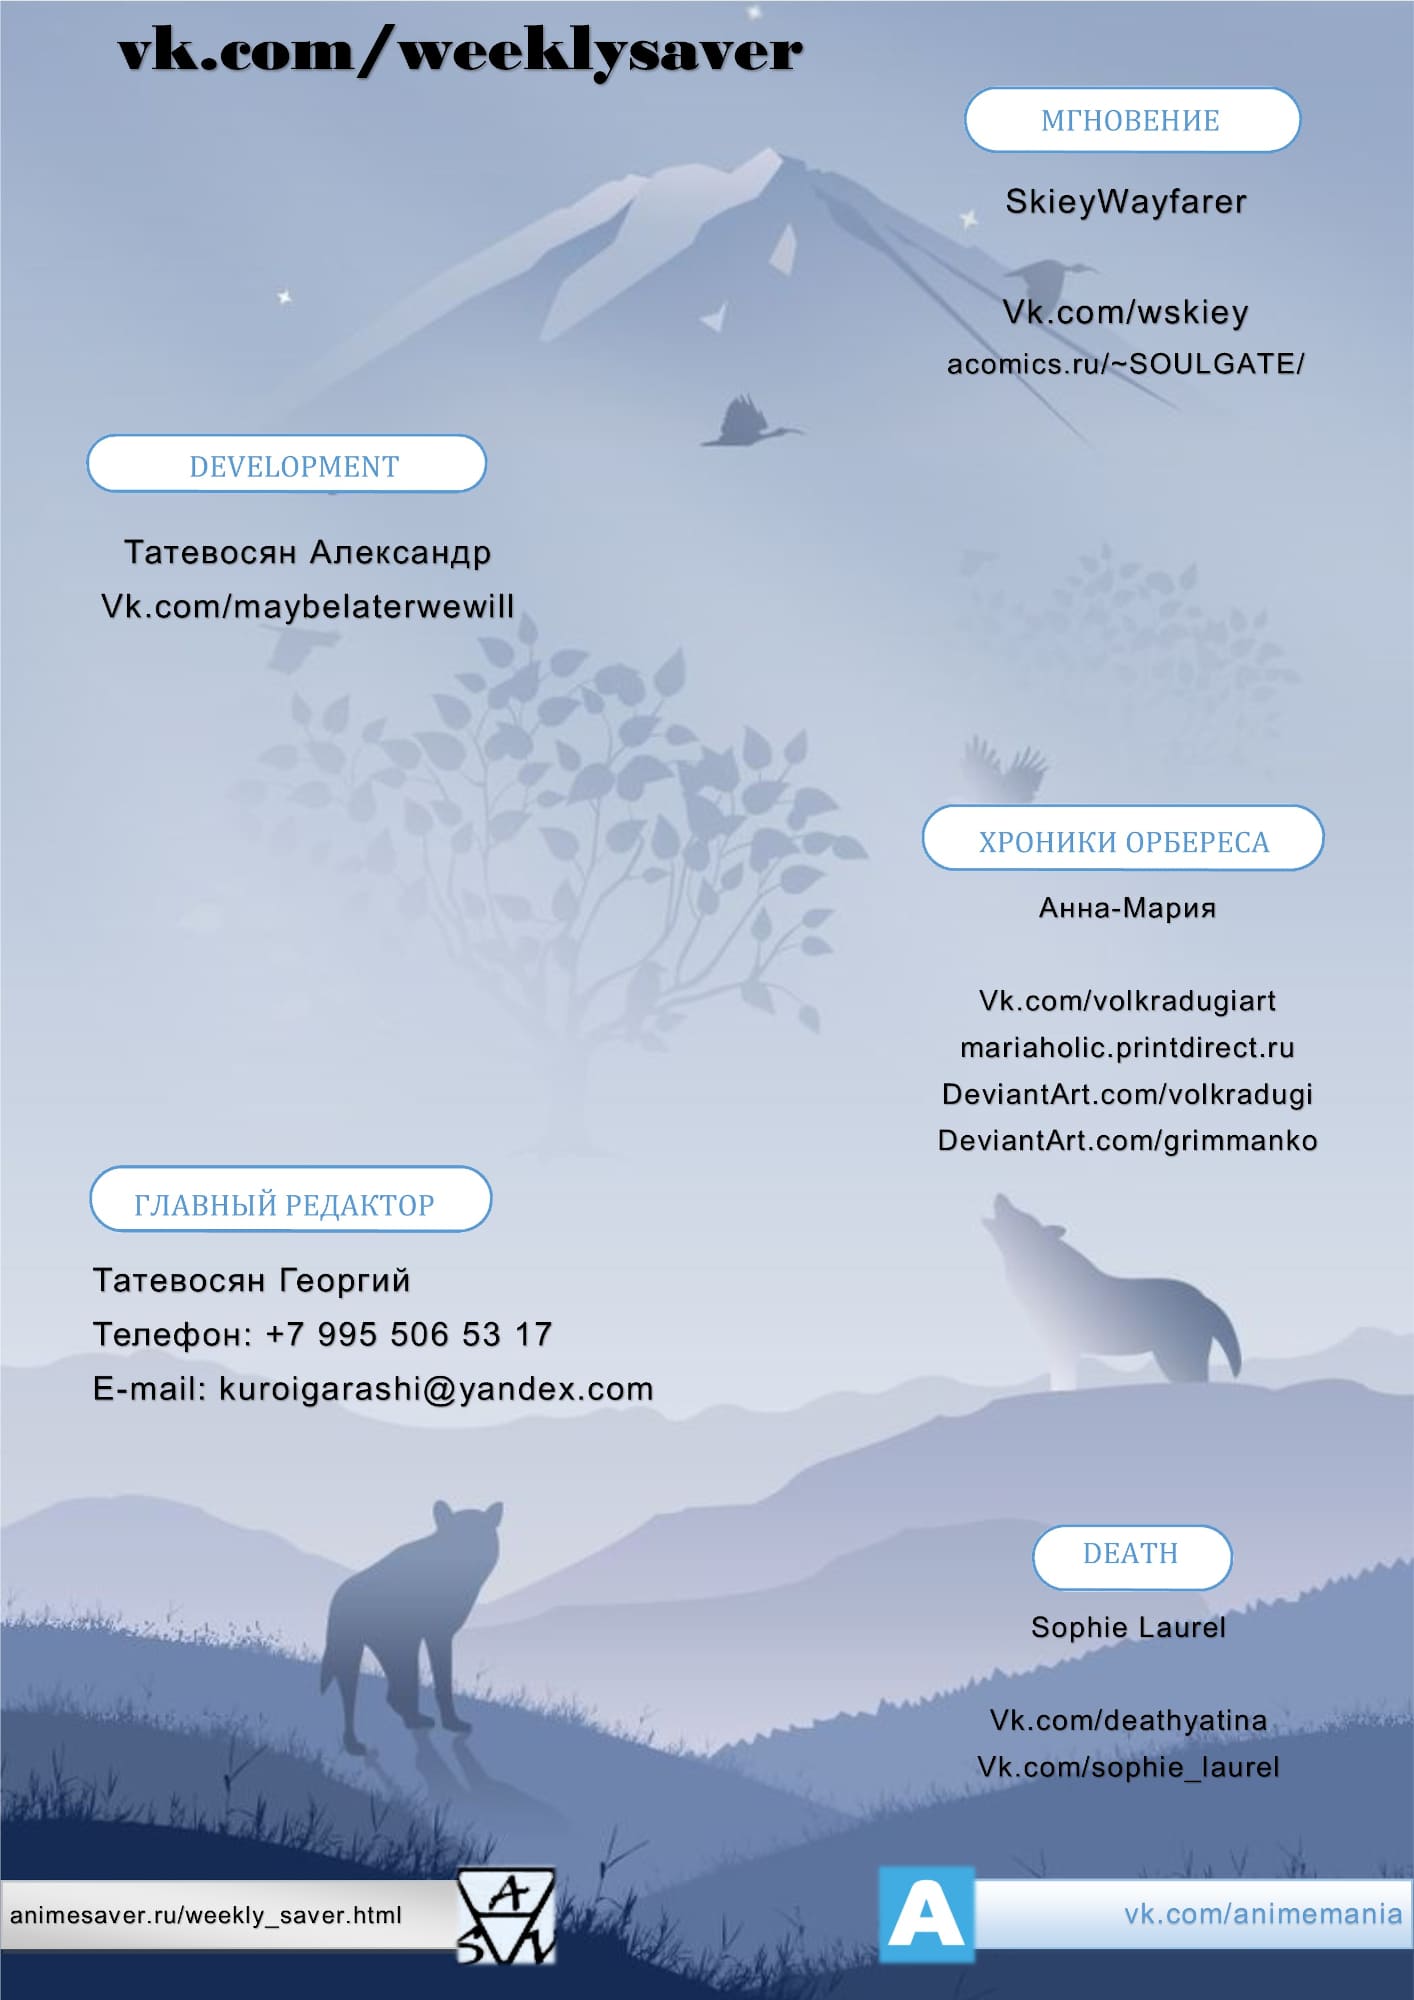 vk.com/weeklysaver
МГНОВЕНИЕ
SkieyWayfarer
Vk.com/wskiey
acomics.ru/~SOULGATE/
DEVELOPMENT
Татевосян Александр
Vk.com/maybelaterwewill
ХРОНИКИ ОРБЕРЕСА
Анна-Мария
Vk.com/volkradugiart
mariaholic.printdirect.ru
DeviantArt.com/volkradugi
DeviantArt.com/grimmanko
ГЛАВНЫЙ РЕДАКТОР
Татевосян Георгий
Телефон: +7 995 506 53 17
E-mail: kuroigarashi@yandex.com
DEATH
Sophie Laurel
Vk.com/deathyatina
Vk.com/sophie_laurel
animesaver.ru/weekly_saver.html
A
S V N
A
vk.com/animemania